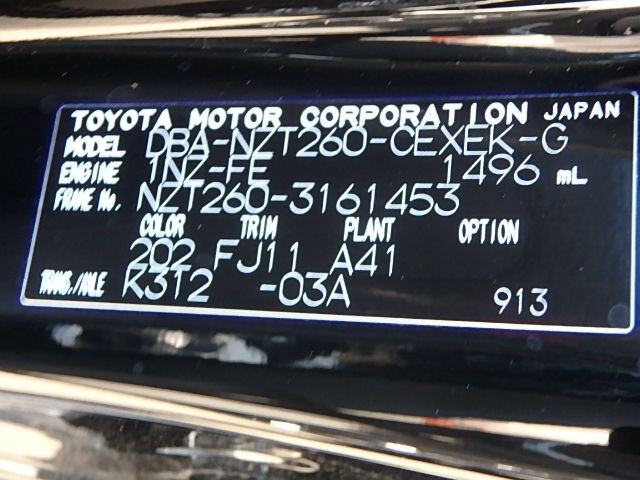 TOYOTA MOTOR CORPORATION JAPAN
MODEL DBA-NZT260-CEXEK-G
ENGINE 1NZ-FE 1496 mL
FRAME No. NZT260-3161453
COLOR TRIM PLANT OPTION
202 FJ11 A41
TRANS./AXLE K312 -03A 913